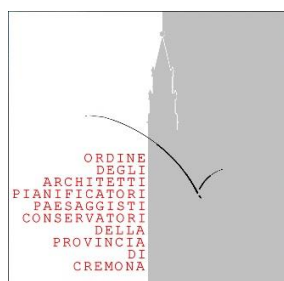 ORDINE
DEGLI
ARCHITETTI
PIANIFICATORI
PAESAGGISTI
CONSERVATORI
DELLA
PROVINCIA
DI
CREMONA